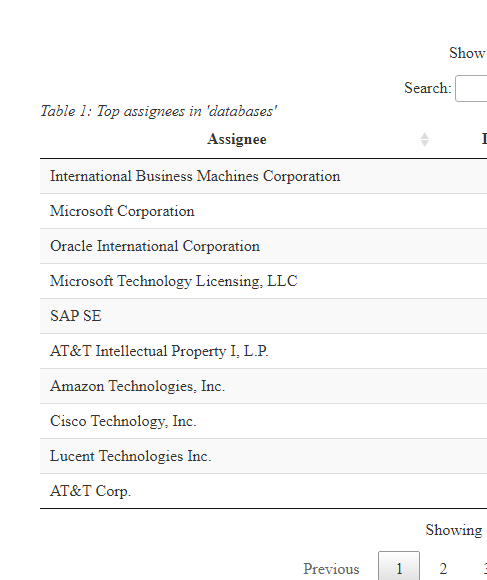 Show
Search:
Table 1: Top assignees in 'databases'
Assignee
International Business Machines Corporation
Microsoft Corporation
Oracle International Corporation
Microsoft Technology Licensing, LLC
SAP SE
AT&T Intellectual Property I, L.P.
Amazon Technologies, Inc.
Cisco Technology, Inc.
Lucent Technologies Inc.
AT&T Corp.
Showing
Previous 1 2